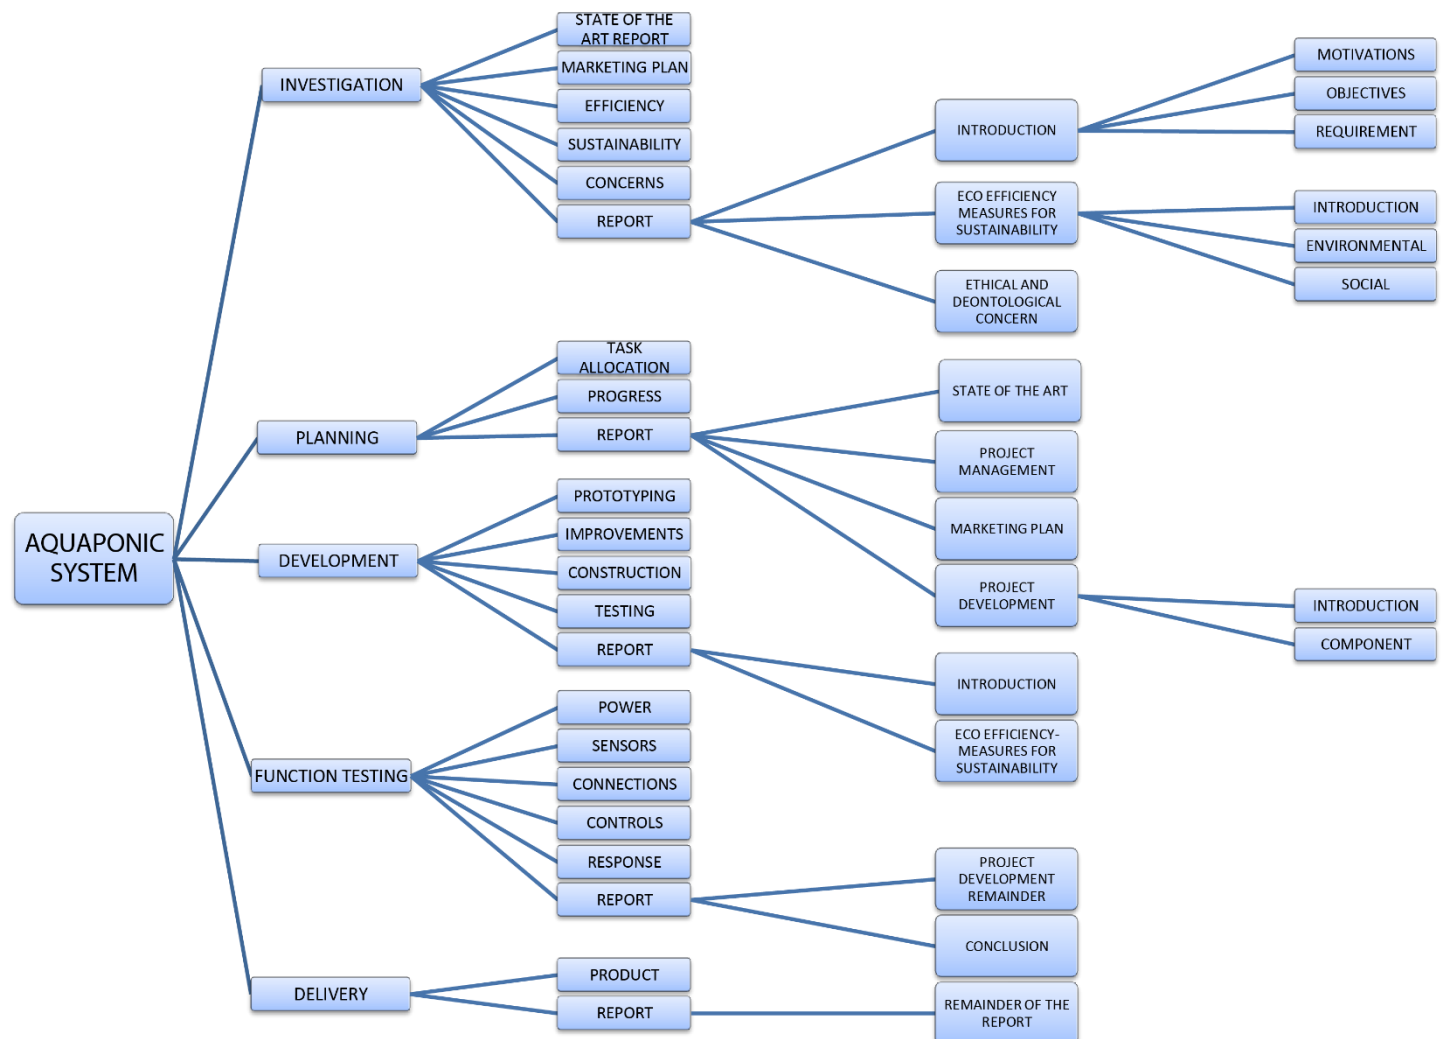 AQUAPONIC
SYSTEM
INVESTIGATION
STATE OF THE
ART REPORT
MARKETING PLAN
EFFICIENCY
SUSTAINABILITY
CONCERNS
REPORT
INTRODUCTION
MOTIVATIONS
OBJECTIVES
REQUIREMENT
ECO EFFICIENCY
MEASURES FOR
SUSTAINABILITY
INTRODUCTION
ENVIRONMENTAL
SOCIAL
ETHICAL AND
DEONTOLOGICAL
CONCERN
PLANNING
TASK
ALLOCATION
PROGRESS
REPORT
STATE OF THE ART
PROJECT
MANAGEMENT
MARKETING PLAN
PROJECT
DEVELOPMENT
INTRODUCTION
COMPONENT
DEVELOPMENT
PROTOTYPING
IMPROVEMENTS
CONSTRUCTION
TESTING
REPORT
INTRODUCTION
ECO EFFICIENCY-
MEASURES FOR
SUSTAINABILITY
FUNCTION TESTING
POWER
SENSORS
CONNECTIONS
CONTROLS
RESPONSE
REPORT
PROJECT
DEVELOPMENT
REMAINDER
CONCLUSION
DELIVERY
PRODUCT
REPORT
REMAINDER OF THE
REPORT